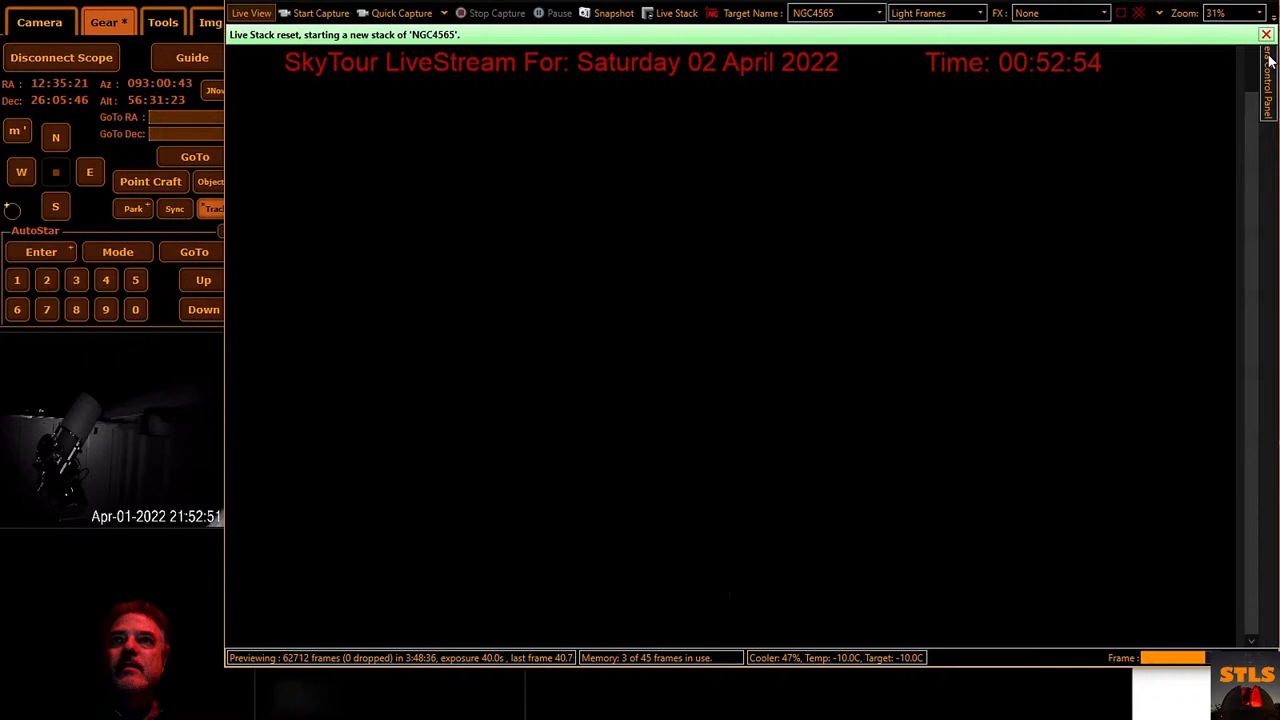 Camera Gear * Tools Img
Live View Start Capture Quick Capture Stop Capture Pause Snapshot Live Stack NC Target Name : NGC4565 Light Frames FX : None Zoom: 31%
Live Stack reset, starting a new stack of 'NGC4565'.
SkyTour LiveStream For: Saturday 02 April 2022 Time: 00:52:54
Disconnect Scope Guide
RA : 12:35:21 Az : 093:00:43 JNow
Dec: 26:05:46 Alt : 56:31:23
GoTo RA :
GoTo Dec:
m '
N
W E
S
GoTo
Point Craft Object
Park + Sync Trac
AutoStar
Enter + Mode GoTo
1 2 3 4 5 Up
6 7 8 9 0 Down
Control Panel
Apr-01-2022 21:52:51
Previewing : 62712 frames (0 dropped) in 3:48:36, exposure 40.0s , last frame 40.7 Memory: 3 of 45 frames in use. Cooler: 47%, Temp: -10.0C, Target: -10.0C Frame :
STLS